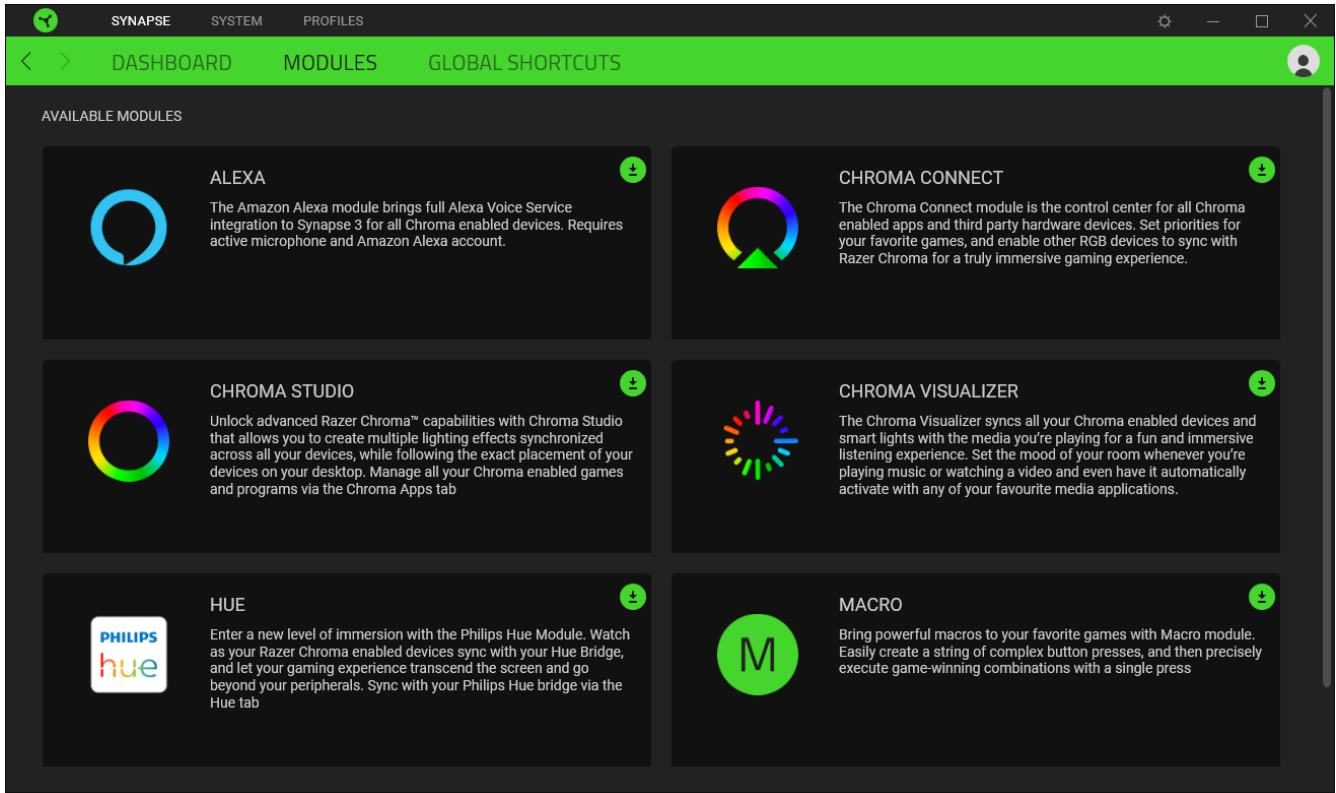 SYNAPSE SYSTEM PROFILES
DASHBOARD MODULES GLOBAL SHORTCUTS
AVAILABLE MODULES
ALEXA
The Amazon Alexa module brings full Alexa Voice Service
integration to Synapse 3 for all Chroma enabled devices. Requires
active microphone and Amazon Alexa account.
CHROMA CONNECT
The Chroma Connect module is the control center for all Chroma
enabled apps and third party hardware devices. Set priorities for
your favorite games, and enable other RGB devices to sync with
Razer Chroma for a truly immersive gaming experience.
CHROMA STUDIO
Unlock advanced Razer Chroma™ capabilities with Chroma Studio
that allows you to create multiple lighting effects synchronized
across all your devices, while following the exact placement of your
devices on your desktop. Manage all your Chroma enabled games
and programs via the Chroma Apps tab
CHROMA VISUALIZER
The Chroma Visualizer syncs all your Chroma enabled devices and
smart lights with the media you're playing for a fun and immersive
listening experience. Set the mood of your room whenever you're
playing music or watching a video and even have it automatically
activate with any of your favourite media applications.
PHILIPS
hue
HUE
Enter a new level of immersion with the Philips Hue Module. Watch
as your Razer Chroma enabled devices sync with your Hue Bridge,
and let your gaming experience transcend the screen and go
beyond your peripherals. Sync with your Philips Hue bridge via the
Hue tab
M
MACRO
Bring powerful macros to your favorite games with Macro module.
Easily create a string of complex button presses, and then precisely
execute game-winning combinations with a single press